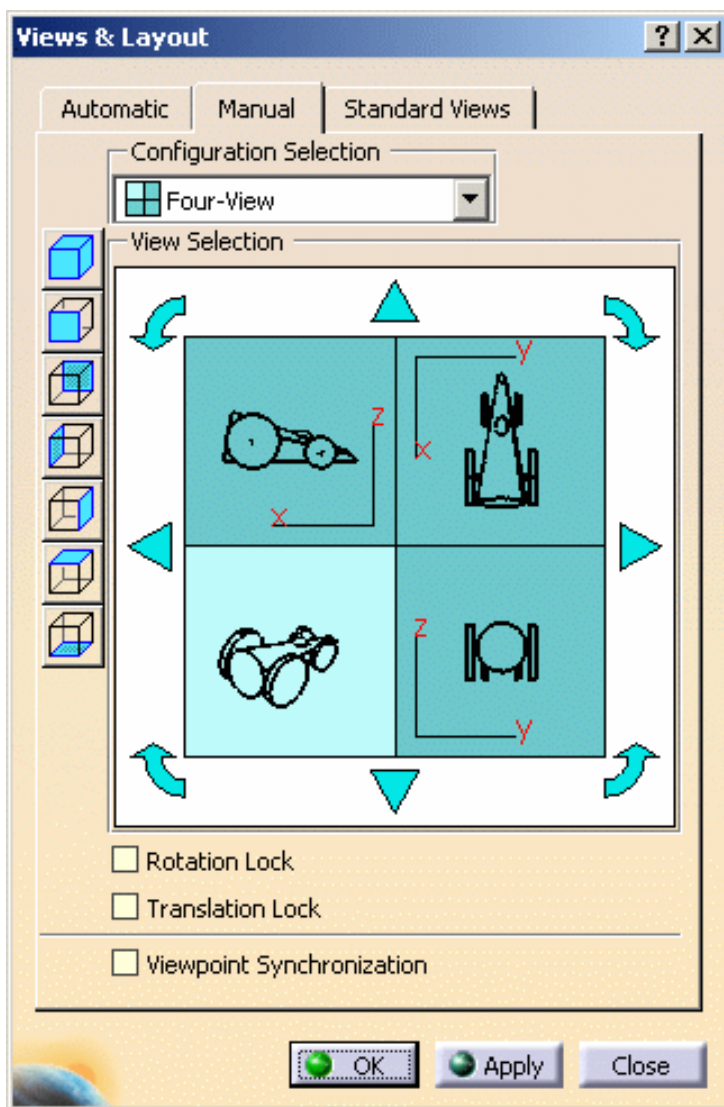 Views & Layout
Automatic Manual Standard Views
Configuration Selection
Four-View
View Selection
y
z
x
x
z
y
Rotation Lock
Translation Lock
Viewpoint Synchronization
OK Apply Close